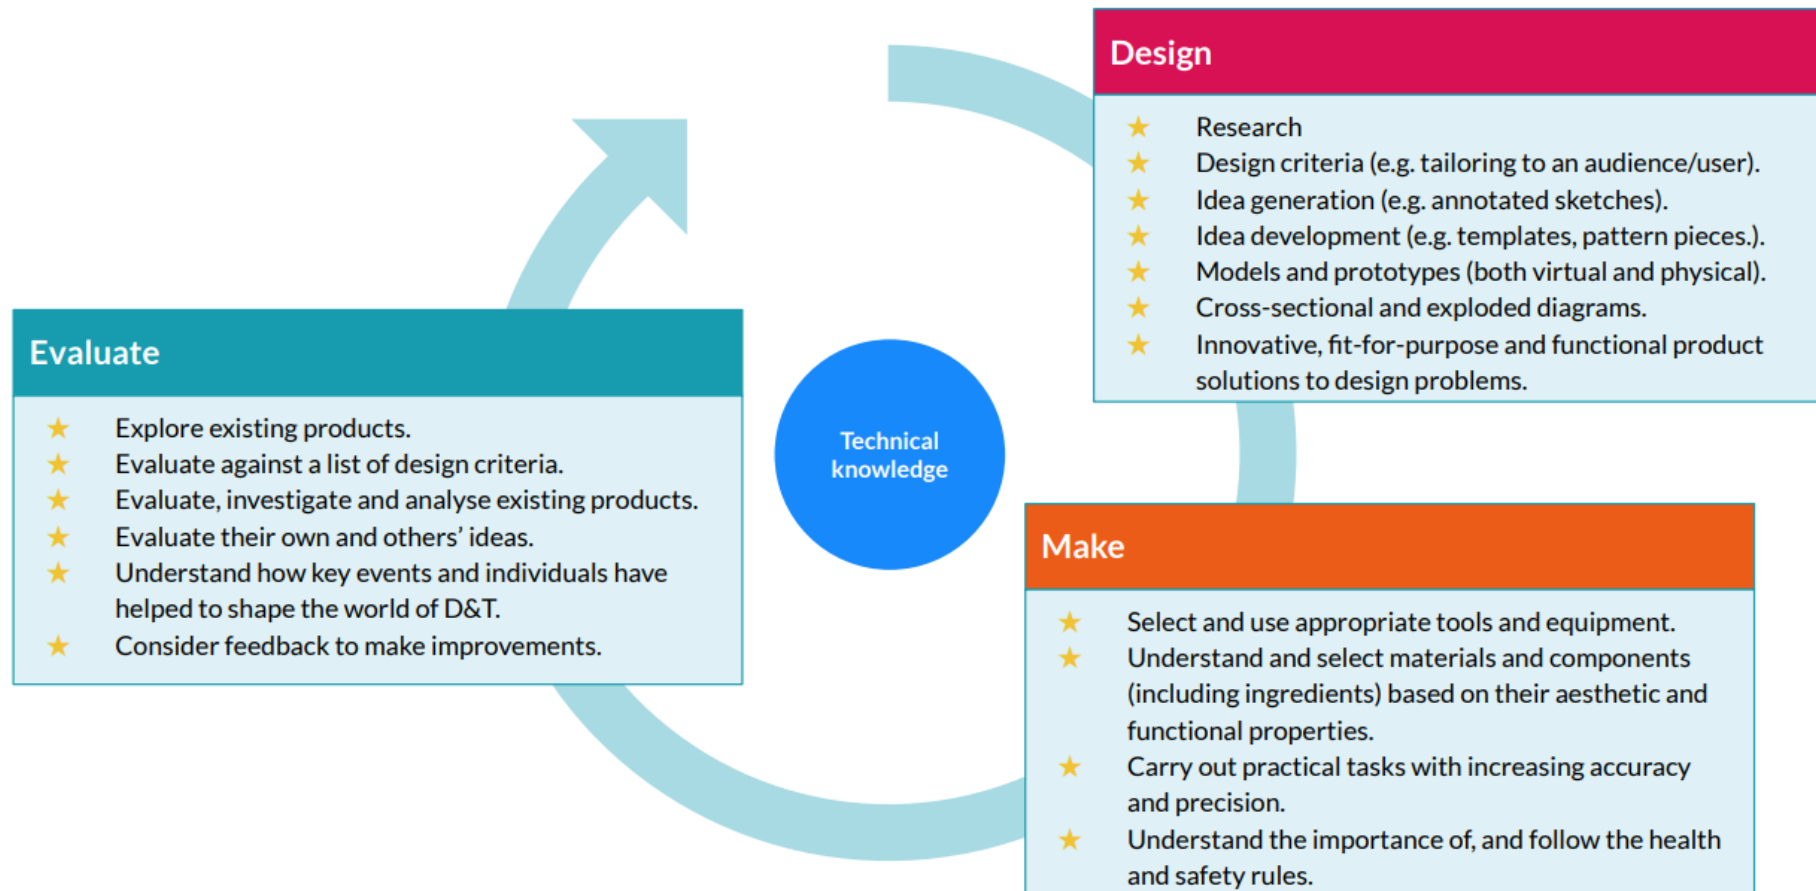 Design
Research
Design criteria (e.g. tailoring to an audience/user).
Idea generation (e.g. annotated sketches).
Idea development (e.g. templates, pattern pieces.).
Models and prototypes (both virtual and physical).
Cross-sectional and exploded diagrams.
Innovative, fit-for-purpose and functional product
solutions to design problems.
Evaluate
Explore existing products.
Evaluate against a list of design criteria.
Evaluate, investigate and analyse existing products.
Evaluate their own and others’ ideas.
Understand how key events and individuals have
helped to shape the world of D&T.
Consider feedback to make improvements.
Technical
knowledge
Make
Select and use appropriate tools and equipment.
Understand and select materials and components
(including ingredients) based on their aesthetic and
functional properties.
Carry out practical tasks with increasing accuracy
and precision.
Understand the importance of, and follow the health
and safety rules.